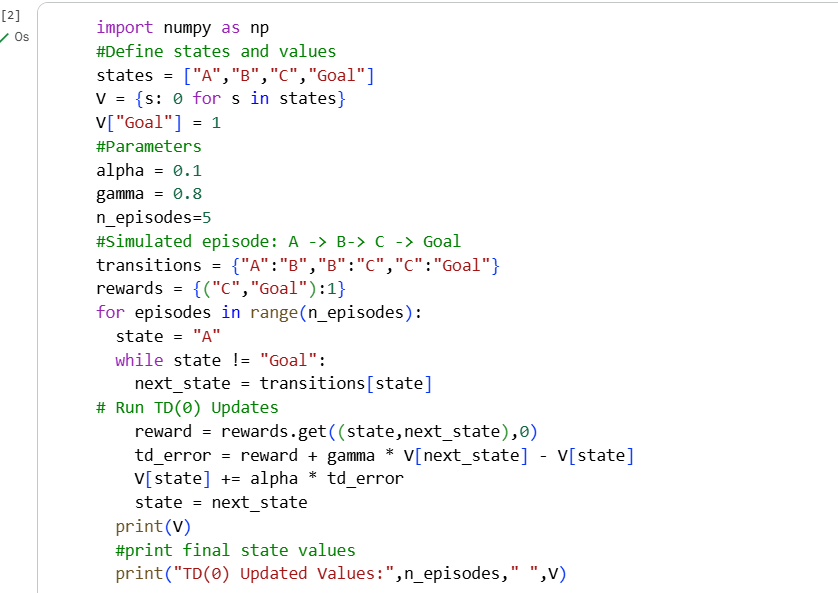 [2]
0s
import numpy as np
#Define states and values
states = ["A","B","C","Goal"]
V = {s: 0 for s in states}
V["Goal"] = 1
#Parameters
alpha = 0.1
gamma = 0.8
n_episodes=5
#Simulated episode: A -> B-> C -> Goal
transitions = {"A":"B","B":"C","C":"Goal"}
rewards = {("C","Goal"):1}
for episodes in range(n_episodes):
  state = "A"
  while state != "Goal":
    next_state = transitions[state]
# Run TD(0) Updates
    reward = rewards.get((state,next_state),0)
    td_error = reward + gamma * V[next_state] - V[state]
    V[state] += alpha * td_error
    state = next_state
  print(V)
  #print final state values
  print("TD(0) Updated Values:",n_episodes," ",V)